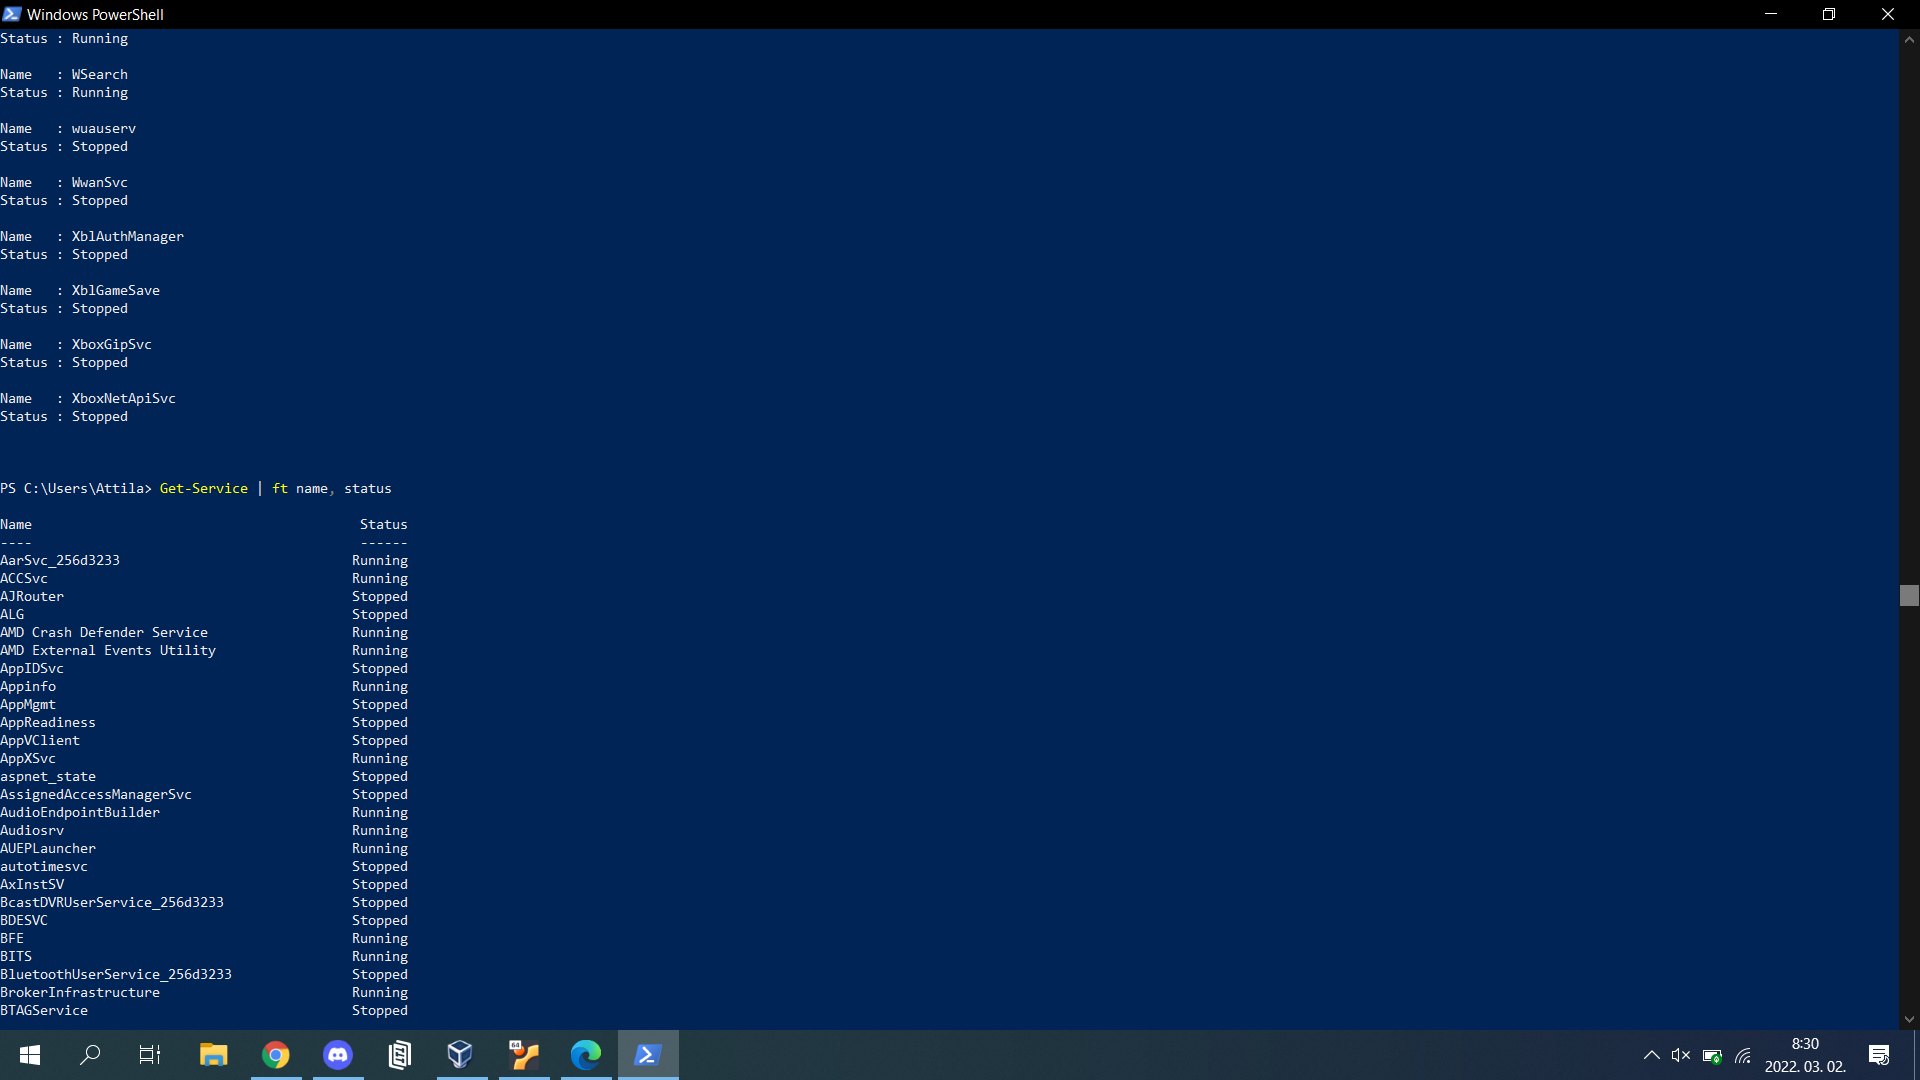 Windows PowerShell
Status : Running
Name   : WSearch
Status : Running
Name   : wuauserv
Status : Stopped
Name   : WwanSvc
Status : Stopped
Name   : XblAuthManager
Status : Stopped
Name   : XblGameSave
Status : Stopped
Name   : XboxGipSvc
Status : Stopped
Name   : XboxNetApiSvc
Status : Stopped
PS C:\Users\Attila> Get-Service | ft name, status
Name                                         Status
----                                         ------
AarSvc_256d3233                             Running
ACCSvc                                      Running
AJRouter                                    Stopped
ALG                                         Stopped
AMD Crash Defender Service                  Running
AMD External Events Utility                 Running
AppIDSvc                                    Stopped
Appinfo                                     Running
AppMgmt                                     Stopped
AppReadiness                                Stopped
AppVClient                                  Stopped
AppXSvc                                     Running
aspnet_state                                Stopped
AssignedAccessManagerSvc                    Stopped
AudioEndpointBuilder                        Running
Audiosrv                                    Running
AUEPLauncher                                Running
autotimesvc                                 Stopped
AxInstSV                                    Stopped
BcastDVRUserService_256d3233                Stopped
BDESVC                                      Stopped
BFE                                         Running
BITS                                        Running
BluetoothUserService_256d3233               Stopped
BrokerInfrastructure                        Running
BTAGService                                 Stopped
64
8:30
2022. 03. 02.